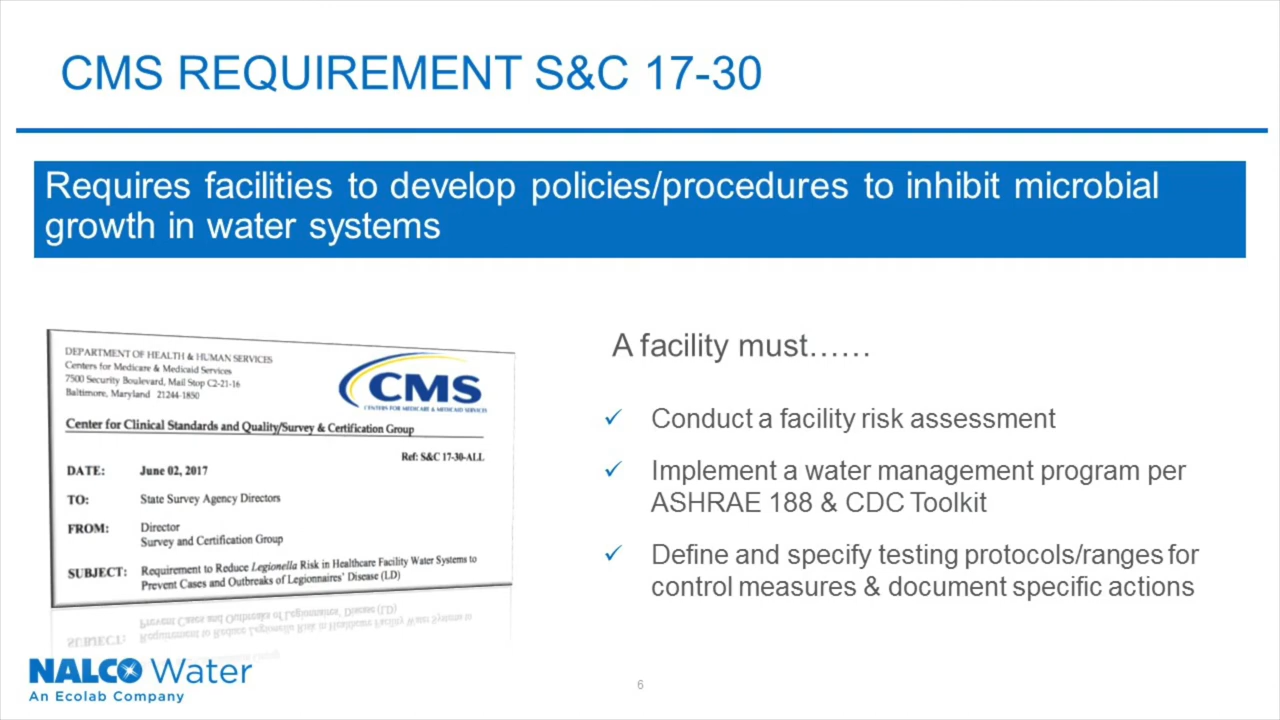 CMS REQUIREMENT S&C 17-30
Requires facilities to develop policies/procedures to inhibit microbial
growth in water systems
DEPARTMENT OF HEALTH & HUMAN SERVICES
Centers for Medicare & Medicaid Services
7500 Security Boulevard, Mail Stop C2-21-16
Baltimore, Maryland 21244-1850
CMS
CENTERS FOR MEDICARE & MEDICAID SERVICES
Center for Clinical Standards and Quality/Survey & Certification Group
Ref: S&C 17-30-ALL
DATE: June 02, 2017
TO: State Survey Agency Directors
FROM: Director
Survey and Certification Group
SUBJECT: Requirement to Reduce Legionella Risk in Healthcare Facility Water Systems to
Prevent Cases and Outbreaks of Legionnaires' Disease (LD)
A facility must……
✓ Conduct a facility risk assessment
✓ Implement a water management program per
ASHRAE 188 & CDC Toolkit
✓ Define and specify testing protocols/ranges for
control measures & document specific actions
NALCO Water
An Ecolab Company
6